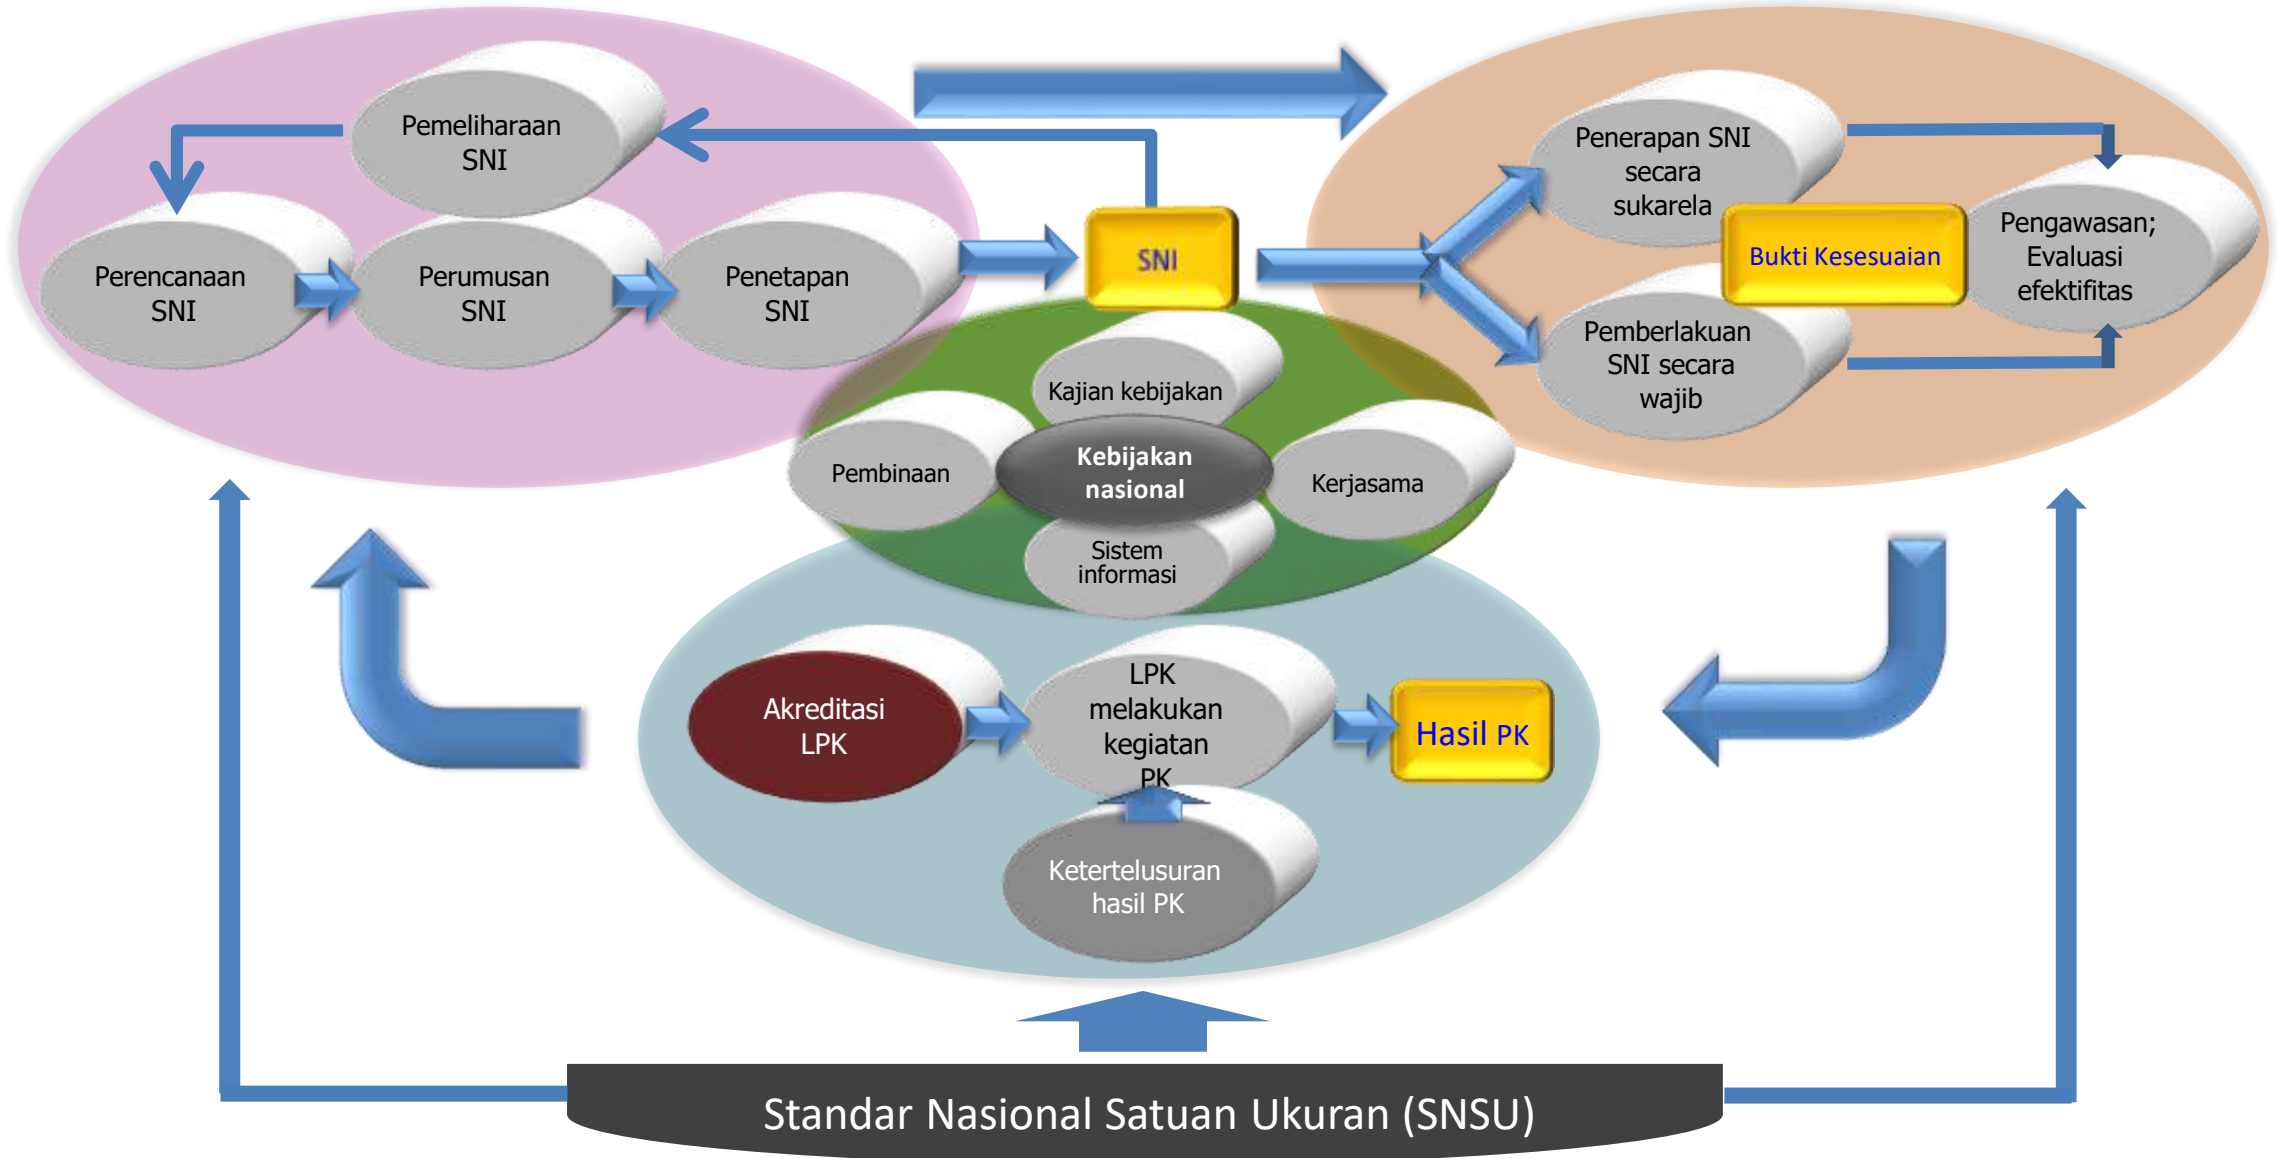 Pemeliharaan
SNI
Perencanaan
SNI
Perumusan
SNI
Penetapan
SNI
SNI
Penerapan SNI
secara
sukarela
Bukti Kesesuaian
Pengawasan;
Evaluasi
efektifitas
Pemberlakuan
SNI secara
wajib
Kajian kebijakan
Pembinaan
Kebijakan
nasional
Kerjasama
Sistem
informasi
Akreditasi
LPK
LPK
melakukan
kegiatan
PK
Hasil PK
Ketertelusuran
hasil PK
Standar Nasional Satuan Ukuran (SNSU)